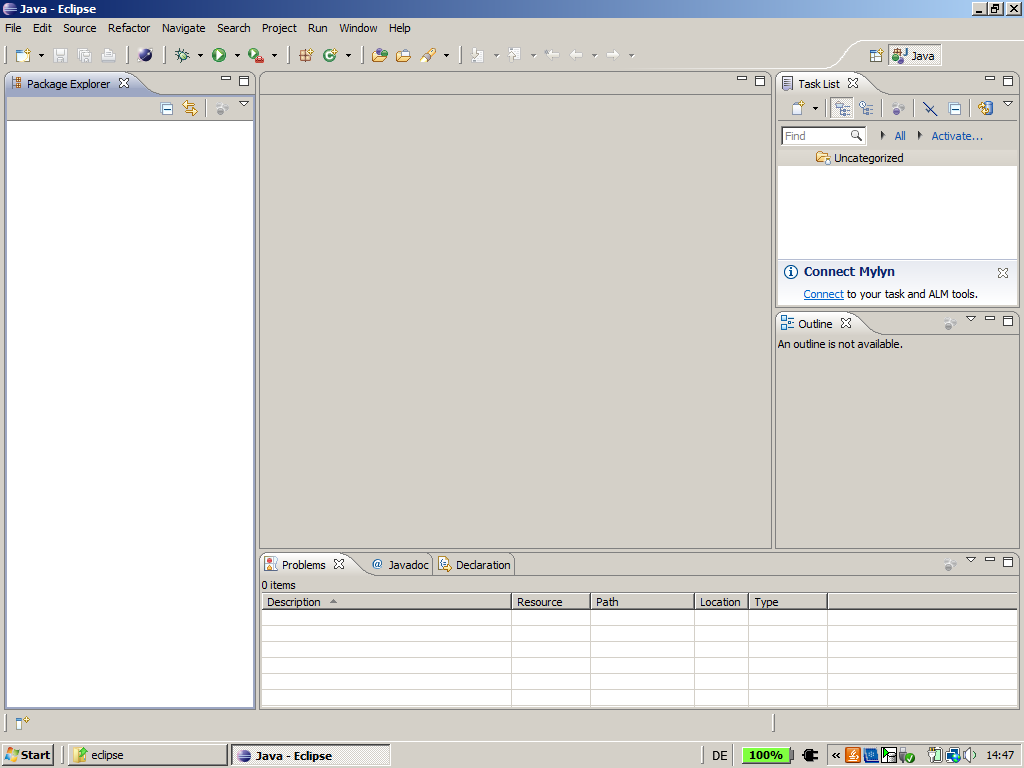 Java - Eclipse
File Edit Source Refactor Navigate Search Project Run Window Help
Java
Package Explorer
Task List
Find All Activate...
Uncategorized
Connect Mylyn
Connect to your task and ALM tools.
Outline
An outline is not available.
Problems @ Javadoc Declaration
0 items
Description Resource Path Location Type
Start eclipse Java - Eclipse DE 100% « 14:47